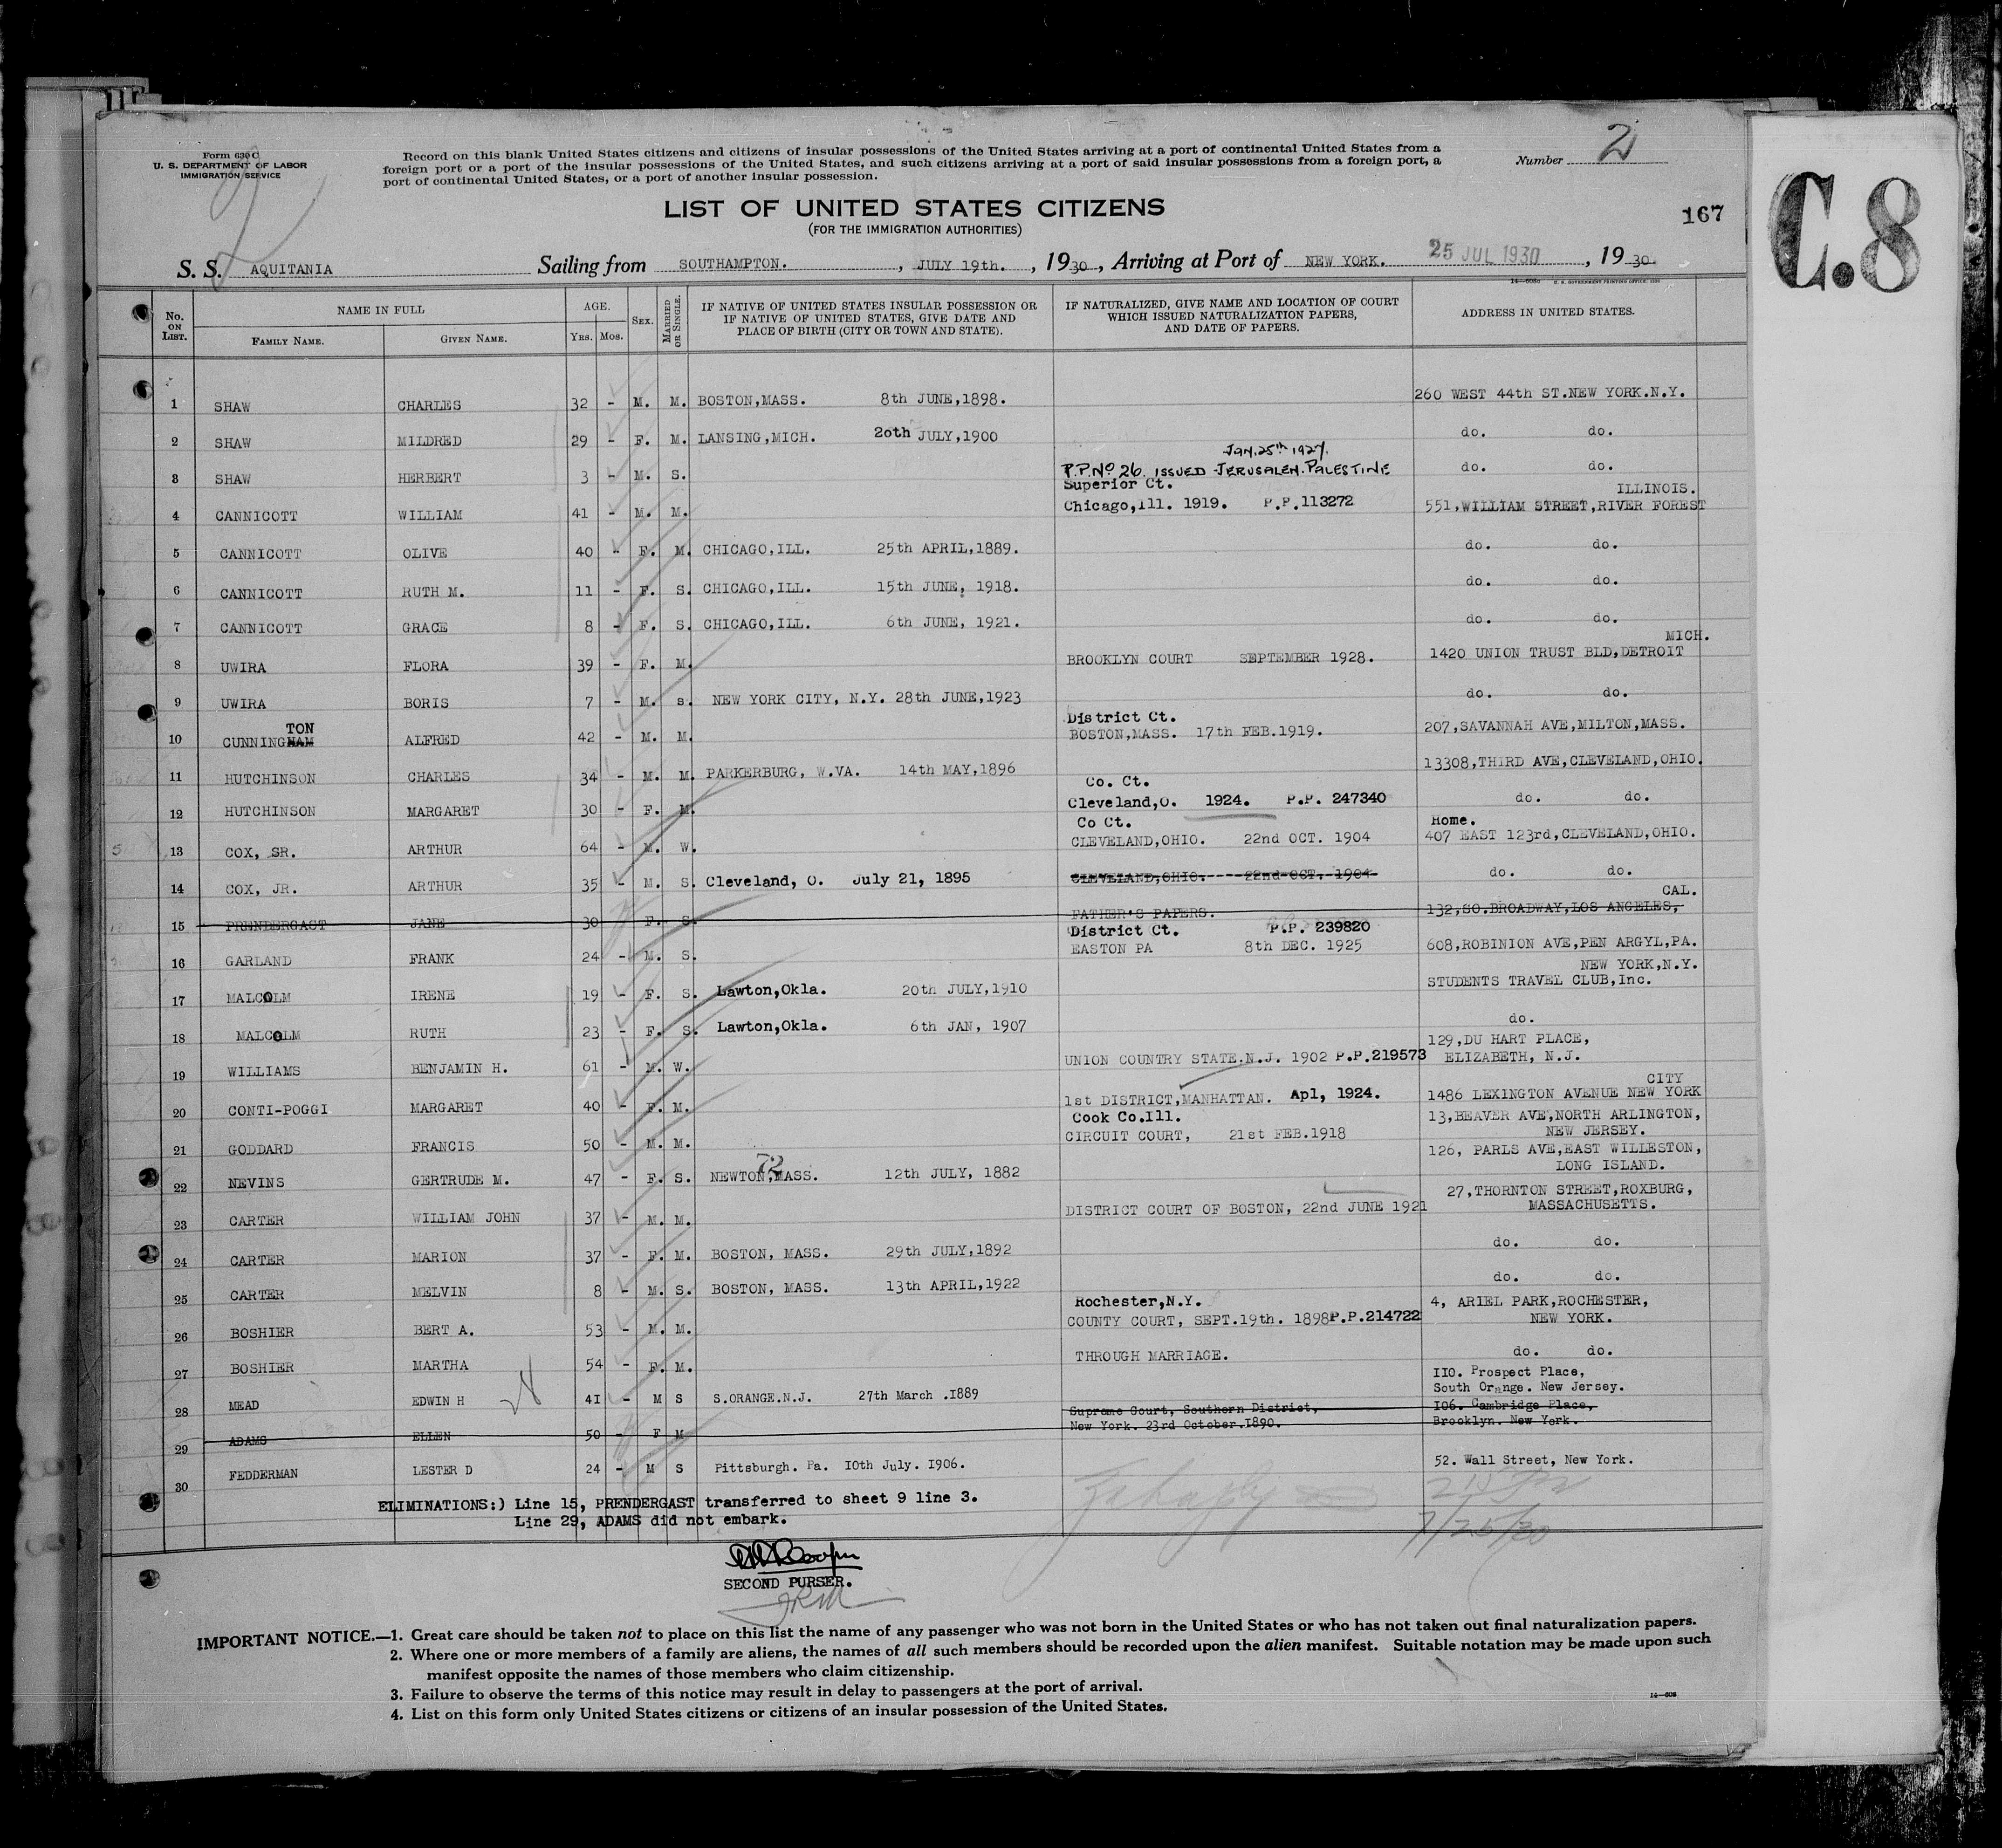 Form 630 C
U. S. DEPARTMENT OF LABOR
IMMIGRATION SERVICE
2
Record on this blank United States citizens and citizens of insular possessions of the United States arriving at a port of continental United States from a
foreign port or a port of the insular possessions of the United States, and such citizens arriving at a port of said insular possessions from a foreign port, a
port of continental United States, or a port of another insular possession.
Number 2
LIST OF UNITED STATES CITIZENS
(FOR THE IMMIGRATION AUTHORITIES)
167
C.8
S. S. AQUITANIA Sailing from SOUTHAMPTON. , JULY 19th. , 1930, Arriving at Port of NEW YORK. 25 JUL 1930 , 19 30.
No. ON LIST. NAME IN FULL FAMILY NAME. GIVEN NAME. AGE. YRS. MOS. SEX. MARRIED OR SINGLE. IF NATIVE OF UNITED STATES INSULAR POSSESSION OR IF NATIVE OF UNITED STATES, GIVE DATE AND PLACE OF BIRTH (CITY OR TOWN AND STATE). IF NATURALIZED, GIVE NAME AND LOCATION OF COURT WHICH ISSUED NATURALIZATION PAPERS, AND DATE OF PAPERS. ADDRESS IN UNITED STATES.
1 SHAW CHARLES 32 - M. M. BOSTON,MASS. 8th JUNE,1898. 260 WEST 44th ST.NEW YORK.N.Y.
2 SHAW MILDRED 29 - F. M. LANSING,MICH. 20th JULY,1900 do. do.
Jan.25th 1927.
3 SHAW HERBERT 3 - M. S. P.P.No 26. ISSUED JERUSALEM.PALESTINE do. do.
Superior Ct. ILLINOIS.
4 CANNICOTT WILLIAM 41 - M. M. Chicago,Ill. 1919. P.P.113272 551,WILLIAM STREET,RIVER FOREST
5 CANNICOTT OLIVE 40 - F. M. CHICAGO,ILL. 25th APRIL,1889. do. do.
6 CANNICOTT RUTH M. 11 - F. S. CHICAGO,ILL. 15th JUNE, 1918. do. do.
7 CANNICOTT GRACE 8 - F. S. CHICAGO,ILL. 6th JUNE, 1921. do. do.
MICH.
8 UWIRA FLORA 39 - F. M. BROOKLYN COURT SEPTEMBER 1928. 1420 UNION TRUST BLD,DETROIT
9 UWIRA BORIS 7 - M. s. NEW YORK CITY, N.Y. 28th JUNE,1923 do. do.
TON District Ct.
10 CUNNINGHAM ALFRED 42 - M. M. BOSTON,MASS. 17th FEB.1919. 207,SAVANNAH AVE,MILTON,MASS.
11 HUTCHINSON CHARLES 34 - M. M. PARKERBURG, W.VA. 14th MAY,1896 13308,THIRD AVE,CLEVELAND,OHIO.
Co. Ct.
12 HUTCHINSON MARGARET 30 - F. M. Cleveland,O. 1924. P.P. 247340 do. do.
Co Ct. Home.
13 COX, SR. ARTHUR 64 - M. W. CLEVELAND,OHIO. 22nd OCT. 1904 407 EAST 123rd,CLEVELAND,OHIO.
14 COX, JR. ARTHUR 35 - M. S. Cleveland, O. July 21, 1895 CLEVELAND,OHIO. 22nd OCT. 1904 do. do.
CAL.
15 PRENDERGAST JANE 30 F. S. FATHER'S PAPERS. 132,SO.BROADWAY,LOS ANGELES,
District Ct. P.P. 239820
16 GARLAND FRANK 24 - M. S. EASTON PA 8th DEC. 1925 608,ROBINION AVE,PEN ARGYL,PA.
NEW YORK,N.Y.
17 MALCOLM IRENE 19 - F. S. Lawton,Okla. 20th JULY,1910 STUDENTS TRAVEL CLUB,Inc.
18 MALCOLM RUTH 23 - F. S. Lawton,Okla. 6th JAN, 1907 do.
129,DU HART PLACE,
19 WILLIAMS BENJAMIN H. 61 - M. W. UNION COUNTRY STATE.N.J. 1902 P.P.219573 ELIZABETH, N.J.
CITY
20 CONTI-POGGI MARGARET 40 - F. M. 1st DISTRICT,MANHATTAN. Apl, 1924. 1486 LEXINGTON AVENUE NEW YORK
Cook Co.Ill. 13,BEAVER AVE,NORTH ARLINGTON,
21 GODDARD FRANCIS 50 - M. M. CIRCUIT COURT, 21st FEB.1918 NEW JERSEY.
72 126, PARLS AVE,EAST WILLESTON,
22 NEVINS GERTRUDE M. 47 - F. S. NEWTON,MASS. 12th JULY, 1882 LONG ISLAND.
27,THORNTON STREET,ROXBURG,
23 CARTER WILLIAM JOHN 37 - M. M. DISTRICT COURT OF BOSTON, 22nd JUNE 1921 MASSACHUSETTS.
24 CARTER MARION 37 - F. M. BOSTON, MASS. 29th JULY,1892 do. do.
25 CARTER MELVIN 8 - M. S. BOSTON, MASS. 13th APRIL,1922 do. do.
Rochester,N.Y. 4, ARIEL PARK,ROCHESTER,
26 BOSHIER BERT A. 53 - M. M. COUNTY COURT, SEPT.19th. 1898P.P.214722 NEW YORK.
27 BOSHIER MARTHA 54 - F. M. THROUGH MARRIAGE. do. do.
110. Prospect Place,
28 MEAD EDWIN H 41 - M S S.ORANGE.N.J. 27th March .1889 South Orange. New Jersey.
Supreme Court, Southern District, 106. Cambridge Place,
29 ADAMS ELLEN 50 - F M New York. 23rd October.1890. Brooklyn. New York.
30 FEDDERMAN LESTER D 24 - M S Pittsburgh. Pa. 10th July. 1906. 52. Wall Street, New York.
ELIMINATIONS:) Line 15, PRENDERGAST transferred to sheet 9 line 3.
Line 29, ADAMS did not embark.
7/25/30
SECOND PURSER.
IMPORTANT NOTICE.—1. Great care should be taken not to place on this list the name of any passenger who was not born in the United States or who has not taken out final naturalization papers.
2. Where one or more members of a family are aliens, the names of all such members should be recorded upon the alien manifest. Suitable notation may be made upon such
manifest opposite the names of those members who claim citizenship.
3. Failure to observe the terms of this notice may result in delay to passengers at the port of arrival.
4. List on this form only United States citizens or citizens of an insular possession of the United States.